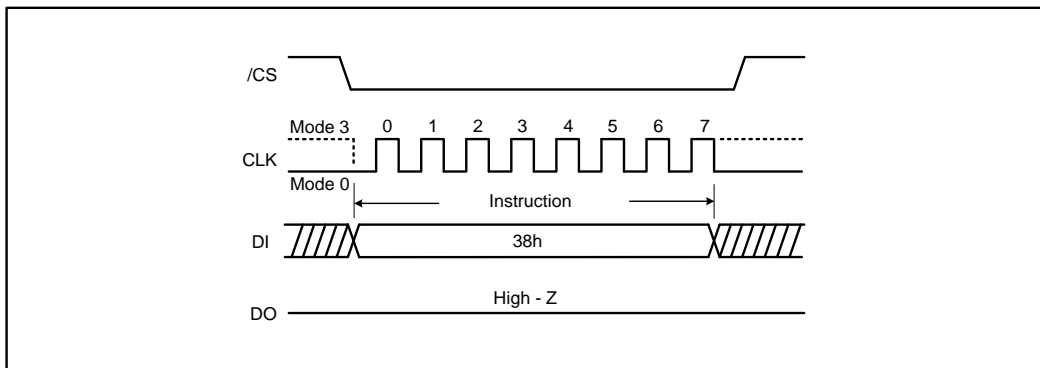 /CS
Mode 3
0 1 2 3 4 5 6 7
CLK
Mode 0
Instruction
DI
38h
High - Z
DO